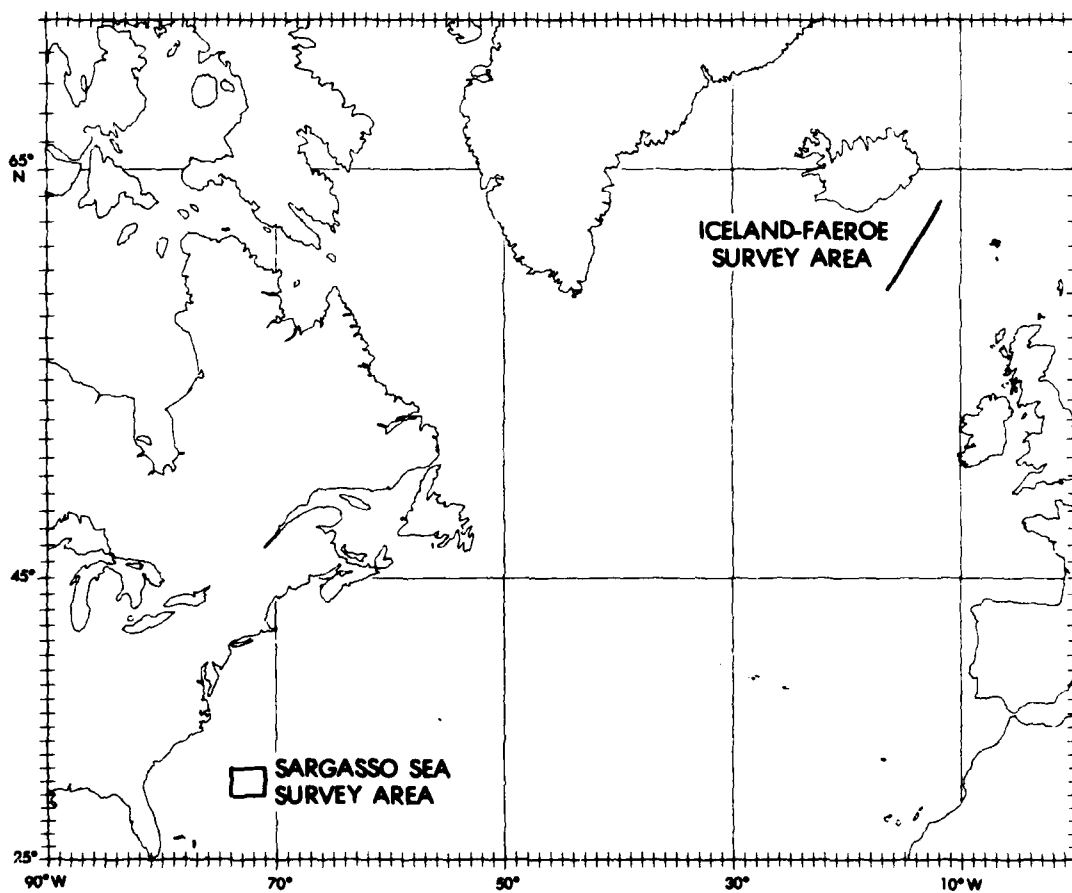 65°
N
ICELAND-FAEROE
SURVEY AREA
45°
SARGASSO SEA
SURVEY AREA
25°
90°W
70°
50°
30°
10°W